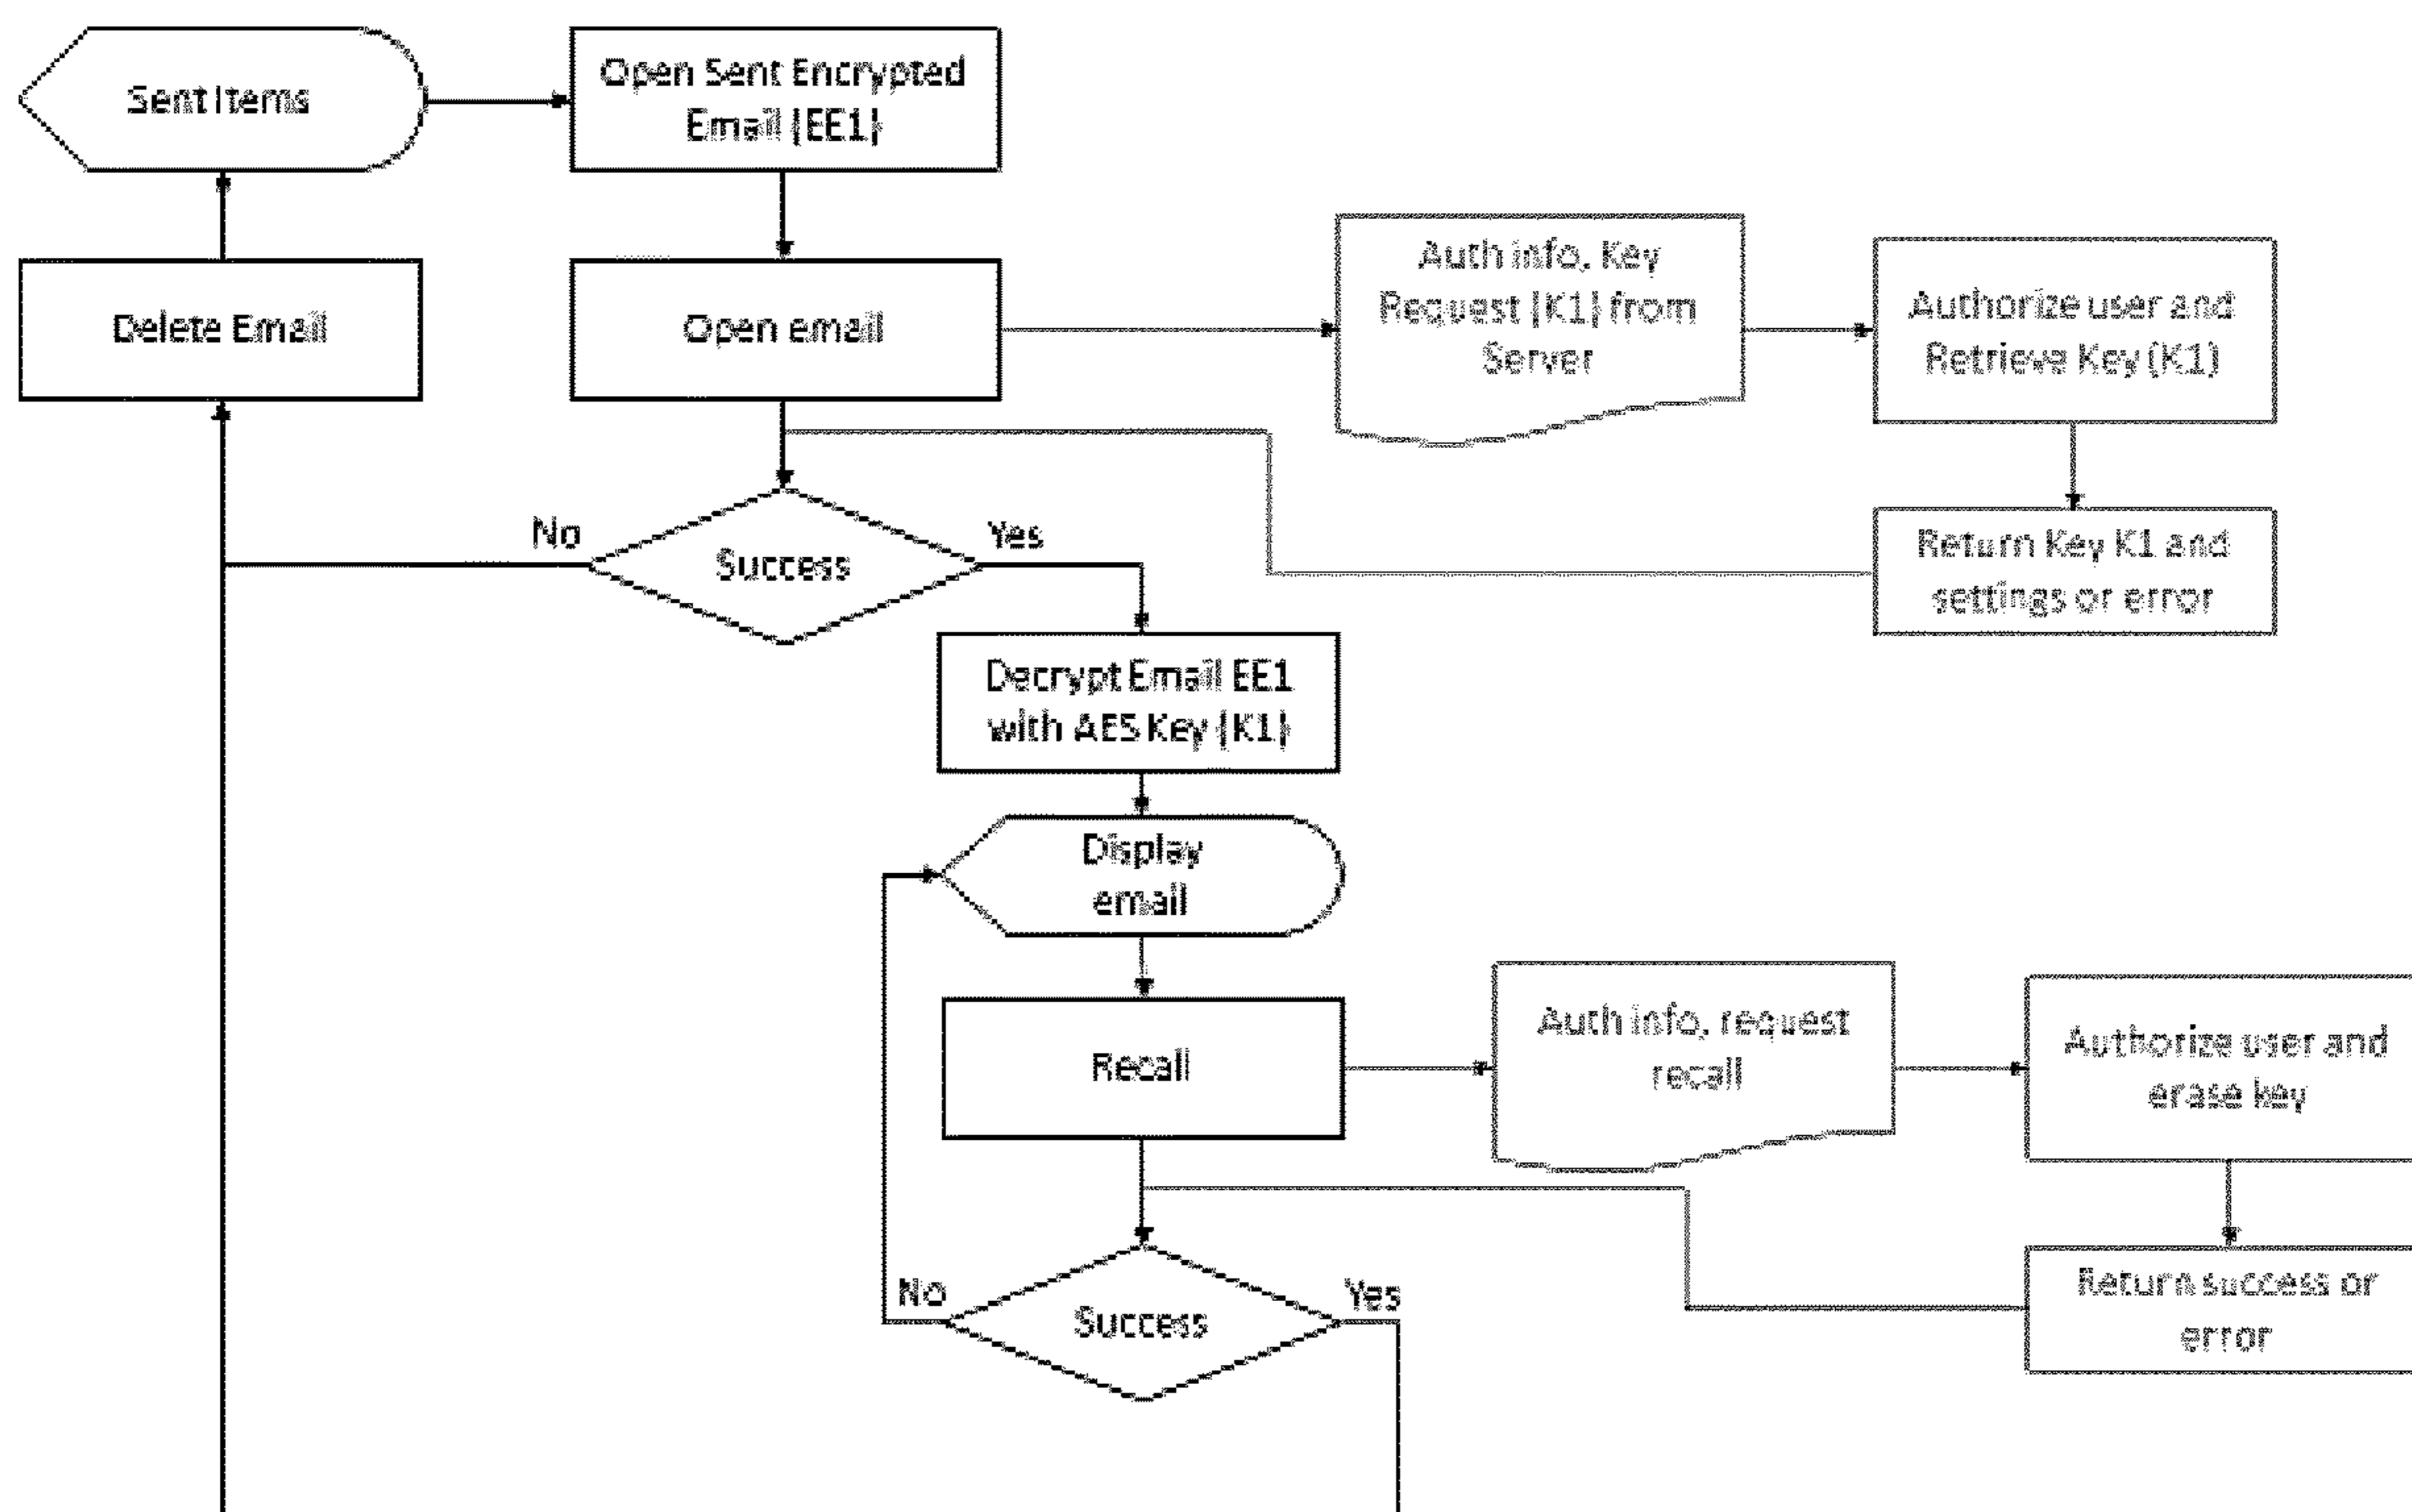 Sent Items
Open Sent Encrypted
Email (EE1)
Delete Email
Open email
Auth info, Key
Request (K1) from
Server
Authorize user and
Retrieve Key (K1)
No
Success
Yes
Return Key K1 and
settings or error
Decrypt Email EE1
with AES Key (K1)
Display
email
Recall
Auth info, request
recall
Authorize user and
erase key
No
Success
Yes
Return success or
error